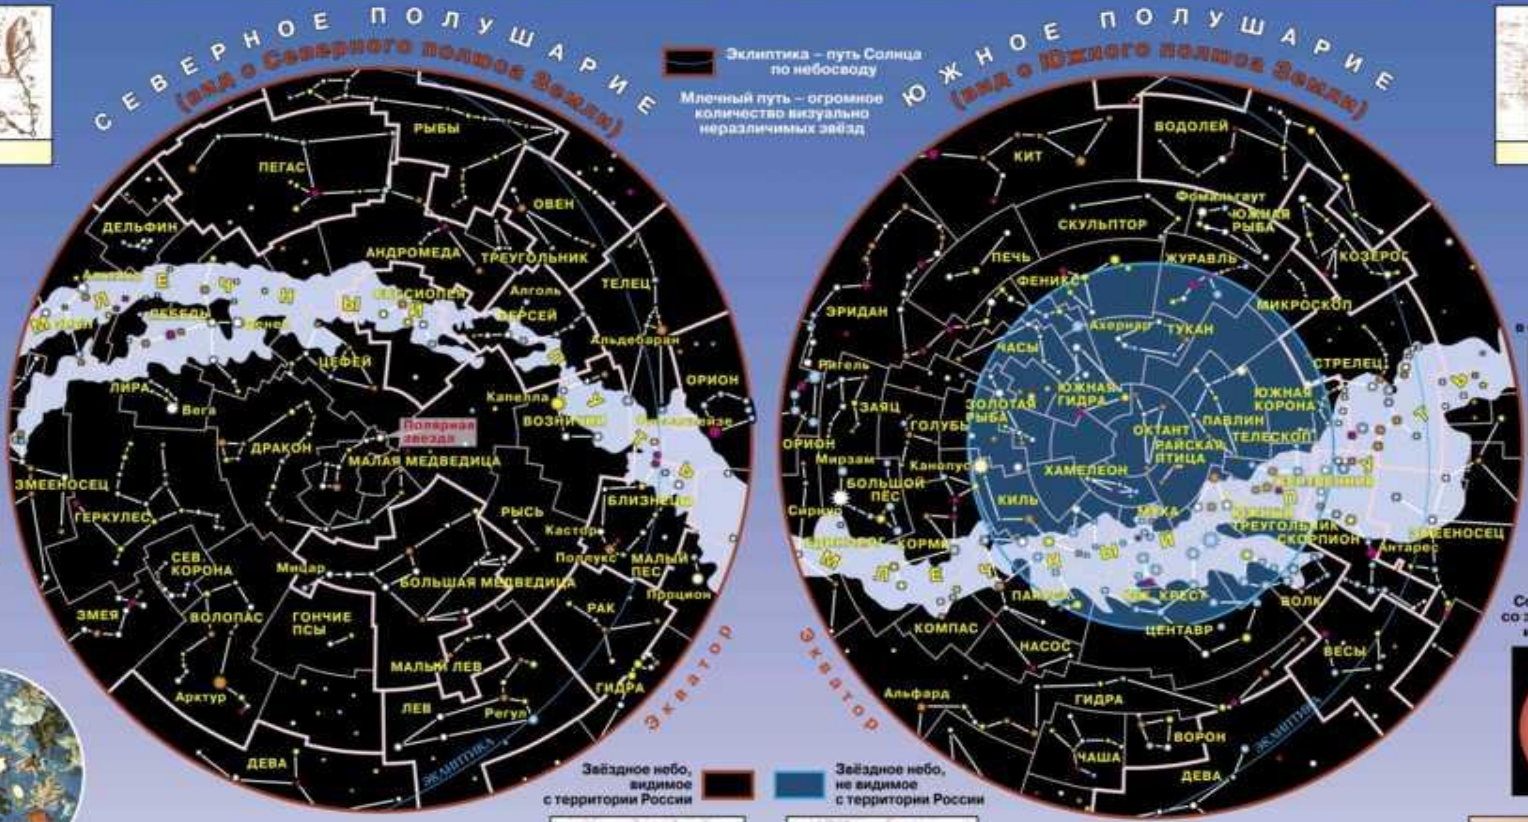 СЕВЕРНОЕ ПОЛУШАРИЕ
(вид с Северного полюса Земли)
Эклиптика – путь Солнца
по небосводу
Млечный путь – огромное
количество визуально
неразличимых звёзд
ЮЖНОЕ ПОЛУШАРИЕ
(вид с Южного полюса Земли)
РЫБЫ
ПЕГАС
ОВЕН
ДЕЛЬФИН
АНДРОМЕДА
ТРЕУГОЛЬНИК
ТЕЛЕЦ
Алголь
КАССИОПЕЯ
ПЕРСЕЙ
ЛЕБЕДЬ
Альдебаран
ЦЕФЕЙ
ЛИРА
Вега
ОРИОН
Капелла
ВОЗНИЧИЙ
Полярная
звезда
ДРАКОН
МАЛАЯ МЕДВЕДИЦА
ЗМЕЕНОСЕЦ
ГЕРКУЛЕС
РЫСЬ
БЛИЗНЕЦЫ
Кастор
Поллукс
МАЛЫЙ
ПЕС
Процион
СЕВ
КОРОНА
Мицар
БОЛЬШАЯ МЕДВЕДИЦА
ЗМЕЯ
ВОЛОПАС
ГОНЧИЕ
ПСЫ
РАК
МАЛЫЙ ЛЕВ
ГИДРА
Арктур
ЛЕВ
Регул
ДЕВА
ЭКЛИПТИКА
МЛЕЧНЫЙ ПУТЬ
Экватор
ВОДОЛЕЙ
КИТ
Фомальгаут
ЮЖНАЯ
РЫБА
СКУЛЬПТОР
ПЕЧЬ
ЖУРАВЛЬ
КОЗЕРОГ
ФЕНИКС
МИКРОСКОП
ЭРИДАН
Ахернар
ТУКАН
ЧАСЫ
СТРЕЛЕЦ
Ригель
ЗАЯЦ
ЗОЛОТАЯ
РЫБА
ЮЖНАЯ
ГИДРА
ЮЖНАЯ
КОРОНА
ПАВЛИН
ТЕЛЕСКОП
ГОЛУБЬ
ОКТАНТ
РАЙСКАЯ
ПТИЦА
ОРИОН
Мирзам
Канопус
ХАМЕЛЕОН
БОЛЬШОЙ
ПЁС
Сириус
КИЛЬ
МУХА
ЖЕРТВЕННИК
ЮЖНЫЙ
ТРЕУГОЛЬНИК
СКОРПИОН
ЗМЕЕНОСЕЦ
Антарес
ЕДИНОРОГ
КОРМА
МЛЕЧНЫЙ ПУТЬ
ПАРУСА
ЮЖ. КРЕСТ
ВОЛК
КОМПАС
ЦЕНТАВР
НАСОС
ВЕСЫ
Альфард
ГИДРА
ВОРОН
ЧАША
ДЕВА
ЭКЛИПТИКА
Экватор
Звёздное небо,
видимое
с территории России
Звёздное небо,
не видимое
с территории России